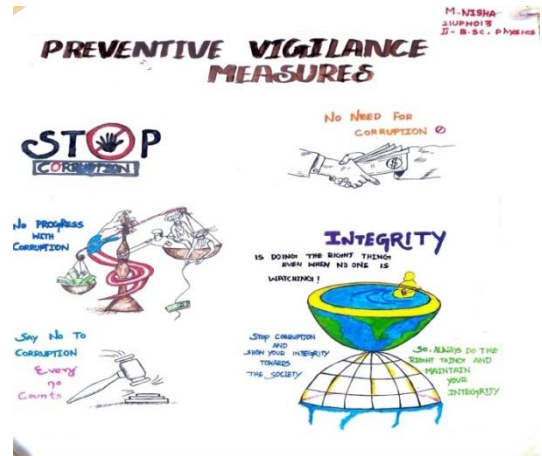 M. NISHA
21UPH013
II - B.SC. Physics
PREVENTIVE VIGILANCE
MEASURES
STOP
CORRUPTION
NO NEED FOR
CORRUPTION
No PROGRESS
WITH
CORRUPTION
INTEGRITY
IS DOING THE RIGHT THING
EVEN WHEN NO ONE IS
WATCHING!
SAY NO TO
CORRUPTION
Every
no
Counts
STOP CORRUPTION
AND
SHOW YOUR INTEGRITY
TOWARDS
THE SOCIETY
SO, ALWAYS DO THE
RIGHT THING AND
MAINTAIN
YOUR
INTEGRITY